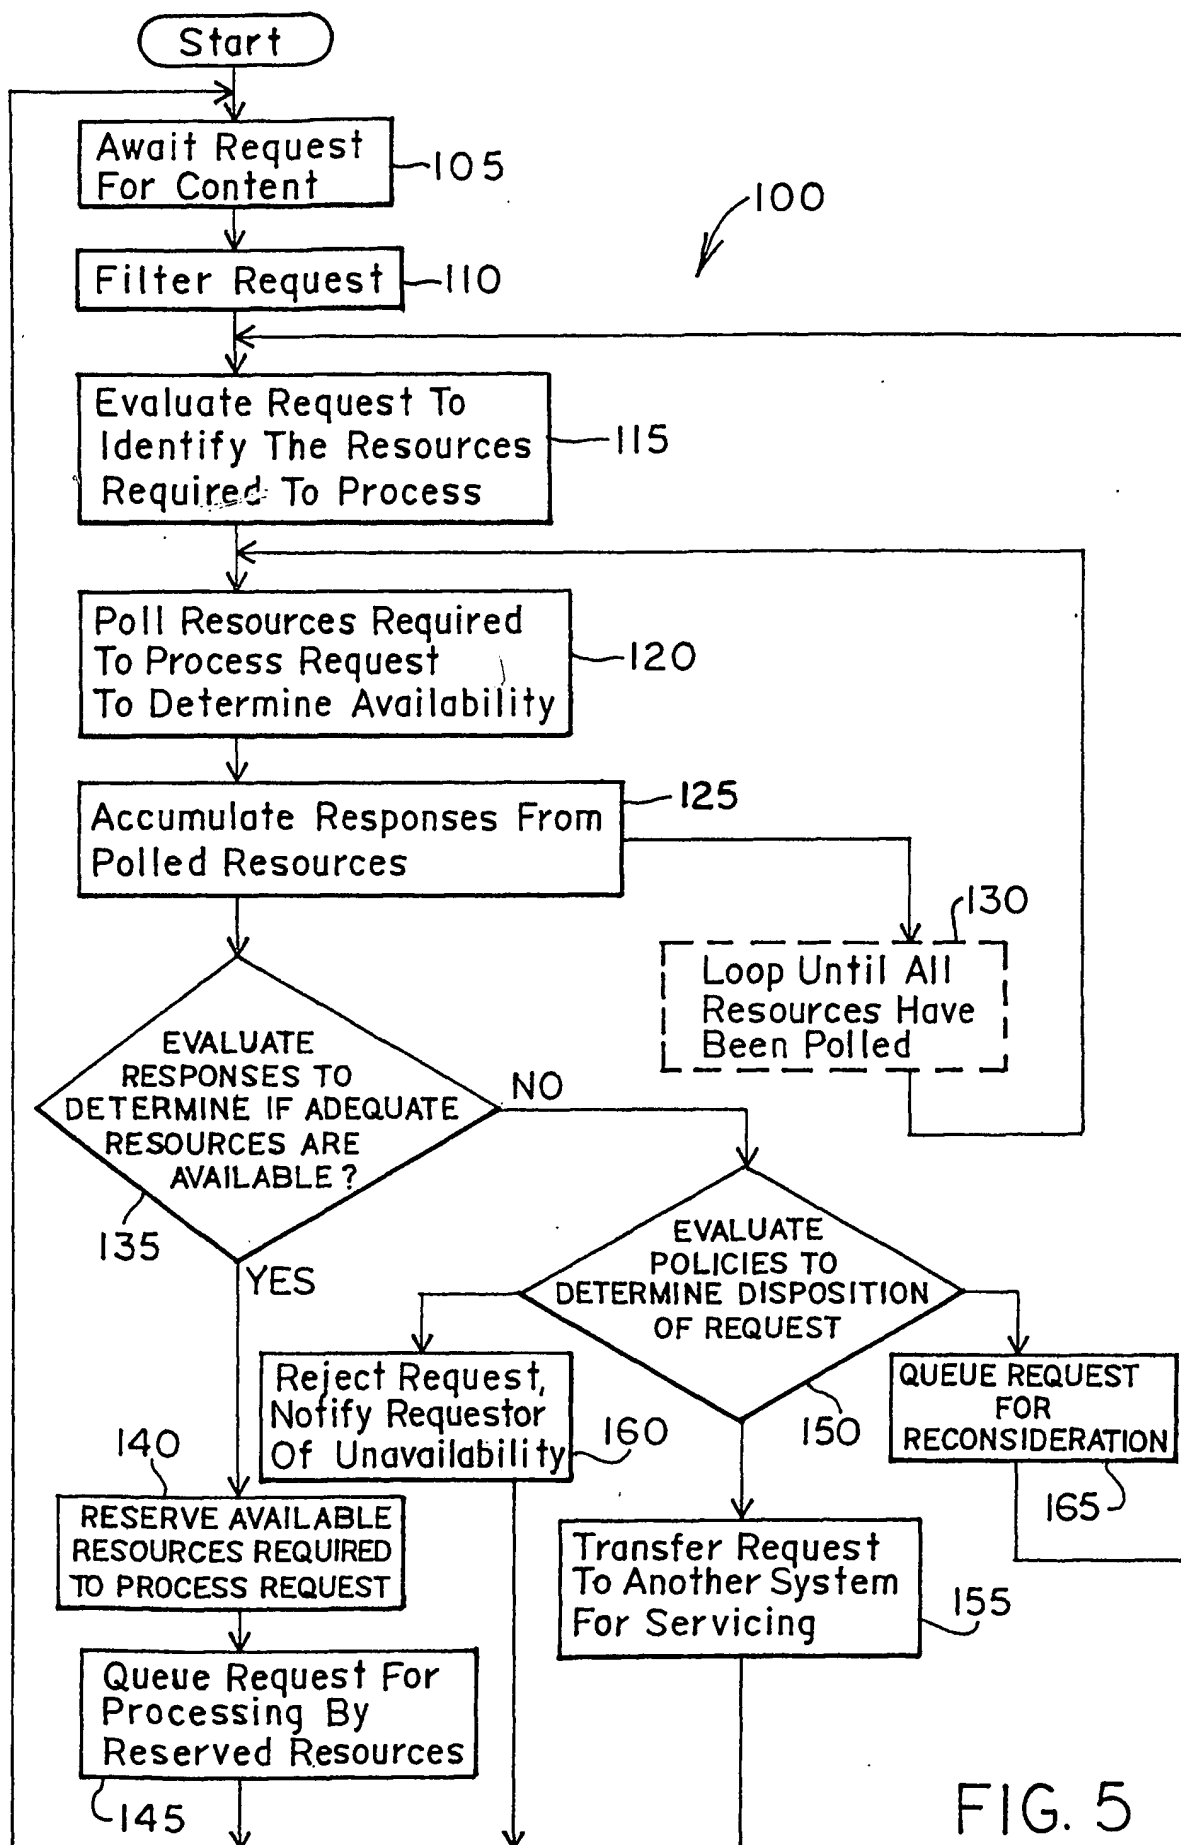 Start
Await Request
For Content
105
100
Filter Request
110
Evaluate Request To
Identify The Resources
Required To Process
115
Poll Resources Required
To Process Request
To Determine Availability
120
Accumulate Responses From
Polled Resources
125
130
Loop Until All
Resources Have
Been Polled
EVALUATE
RESPONSES TO
DETERMINE IF ADEQUATE
RESOURCES ARE
AVAILABLE?
NO
135
YES
EVALUATE
POLICIES TO
DETERMINE DISPOSITION
OF REQUEST
150
Reject Request,
Notify Requestor
Of Unavailability
160
QUEUE REQUEST
FOR
RECONSIDERATION
165
140
RESERVE AVAILABLE
RESOURCES REQUIRED
TO PROCESS REQUEST
Transfer Request
To Another System
For Servicing
155
Queue Request For
Processing By
Reserved Resources
145
FIG. 5